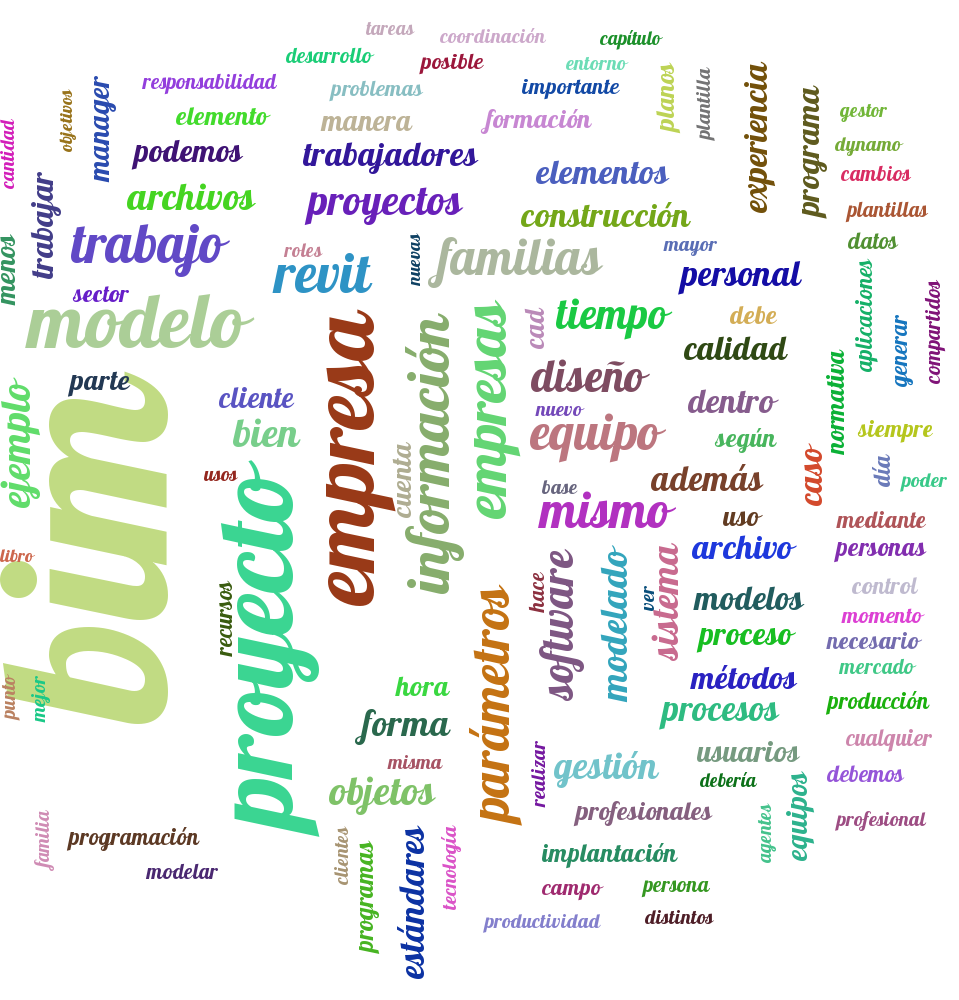 tareas
coordinación
capítulo
desarrollo
posible
entorno
responsabilidad
problemas
importante
planos
plantilla
experiencia
programa
gestor
objetivos
manager
elemento
manera
formación
dynamo
cantidad
podemos
trabajadores
elementos
cambios
trabajar
archivos
proyectos
construcción
plantillas
menos
trabajo
roles
revit
nuevas
familias
mayor
datos
personal
sector
modelo
empresa
información
empresas
cad
tiempo
debe
aplicaciones
generar
compartidos
calidad
normativa
parte
diseño
ejemplo
bim
cliente
nuevo
dentro
bien
equipo
según
siempre
cuenta
caso
día
usos
proyecto
base
además
poder
mismo
uso
mediante
libro
archivo
personas
recursos
hace
software
modelado
ver
sistema
modelos
control
momento
parámetros
proceso
necesario
mercado
punto
mejor
hora
métodos
procesos
producción
forma
usuarios
cualquier
misma
realizar
gestión
debería
debemos
objetos
equipos
profesionales
agentes
profesional
familia
programación
clientes
programas
estándares
tecnología
implantación
modelar
campo
persona
productividad
distintos